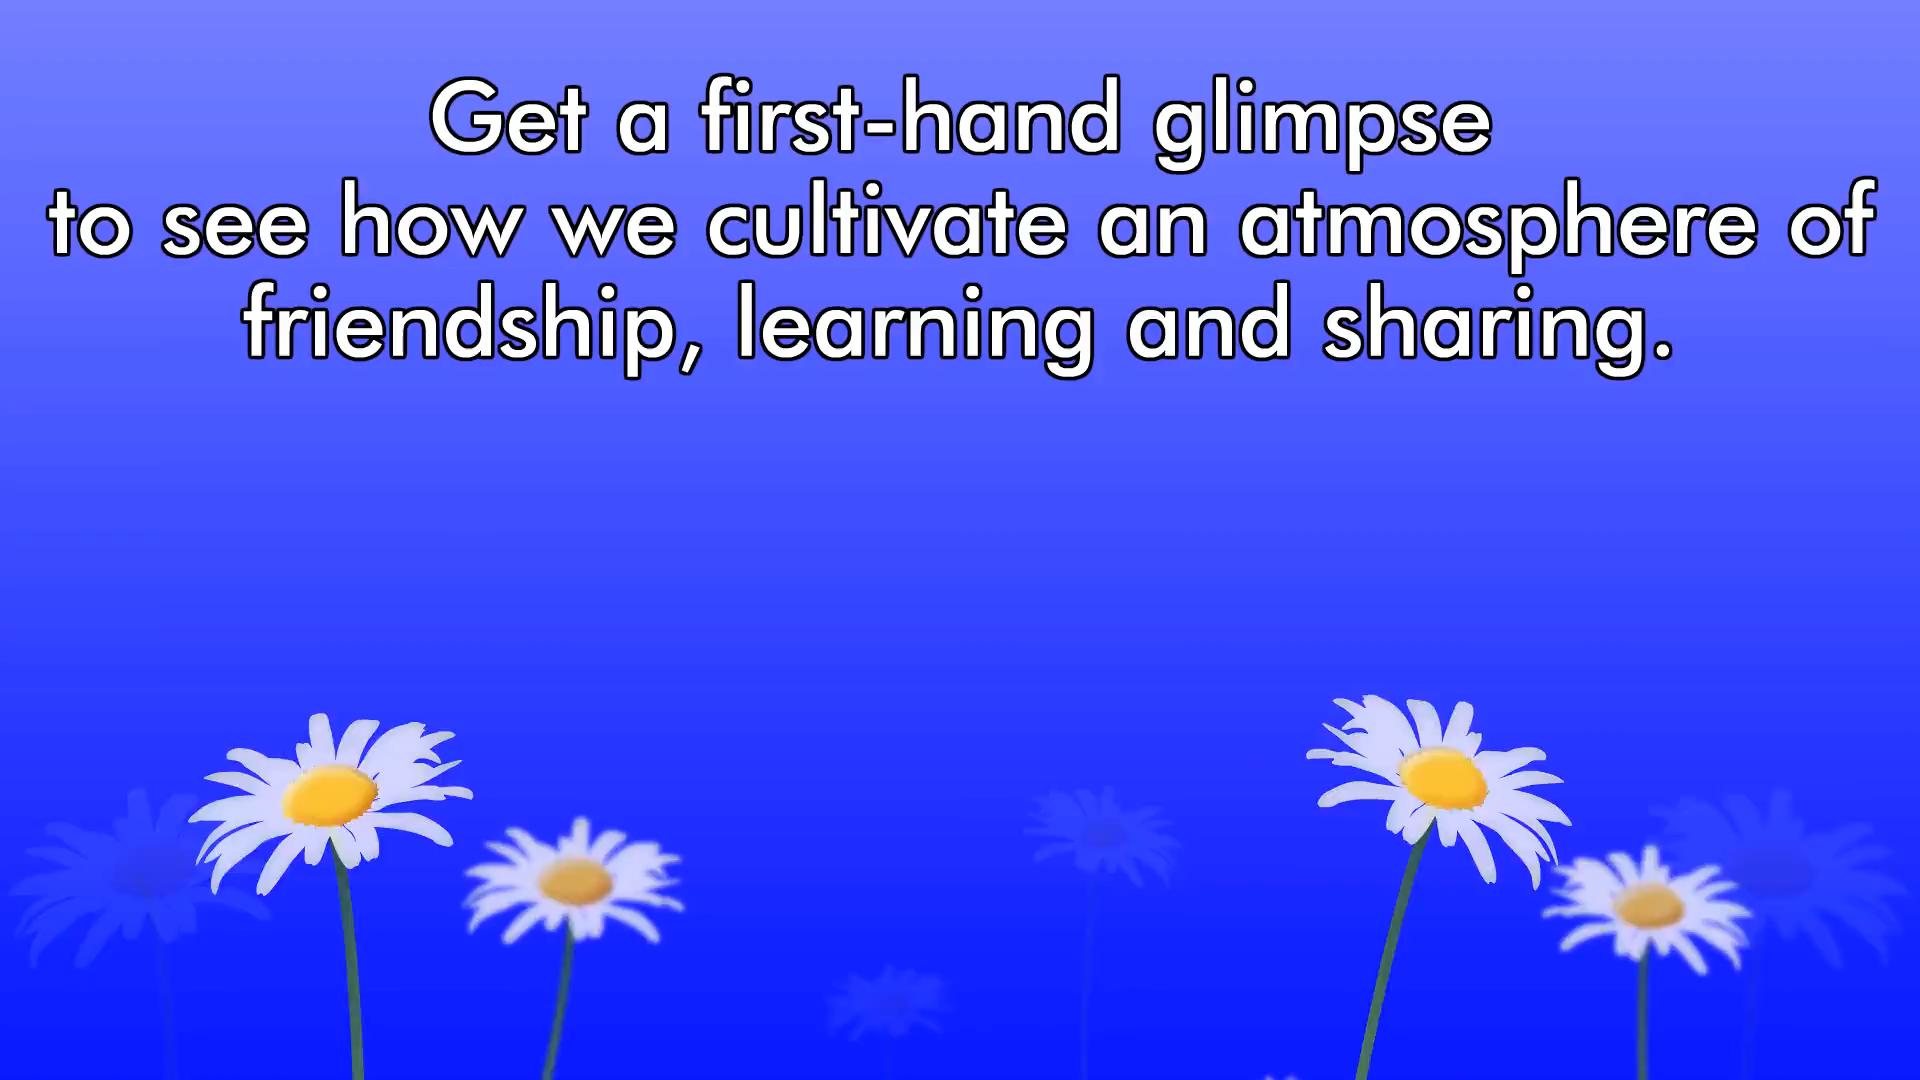 Get a first-hand glimpse
to see how we cultivate an atmosphere of
friendship, learning and sharing.